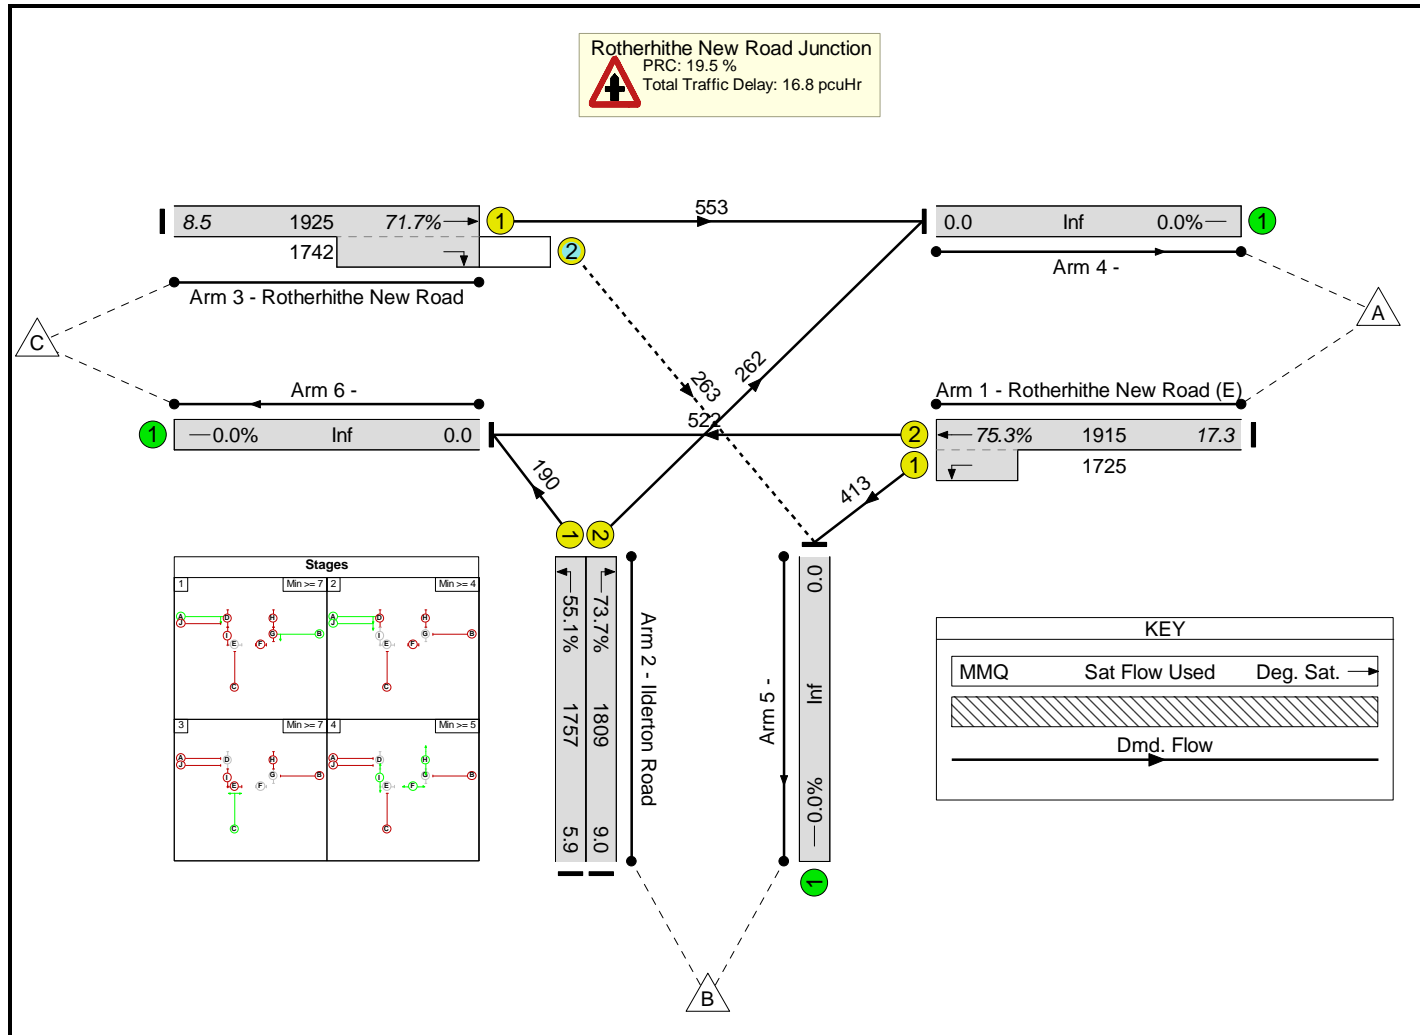 Rotherhithe New Road Junction
PRC: 19.5 %
Total Traffic Delay: 16.8 pcuHr
8.5 1925 71.7%
1
1742
2
Arm 3 - Rotherhithe New Road
553
0.0 Inf 0.0%
1
Arm 4 -
C
A
263
262
Arm 6 -
1
0.0% Inf 0.0
522
Arm 1 - Rotherhithe New Road (E)
2
75.3% 1915 17.3
1
1725
190
413
1
2
55.1% 1757 5.9
73.7% 1809 9.0
Arm 2 - Ilderton Road
Arm 5 -
0.0 Inf 0.0%
1
B
Stages
1 Min >= 7
A
J
D
H
I
G
B
E
F
C
2 Min >= 4
A
J
D
H
I
G
B
E
F
C
3 Min >= 7
A
J
D
H
I
G
B
E
F
C
4 Min >= 5
A
J
D
H
I
G
B
E
F
C
KEY
MMQ Sat Flow Used Deg. Sat.
Dmd. Flow